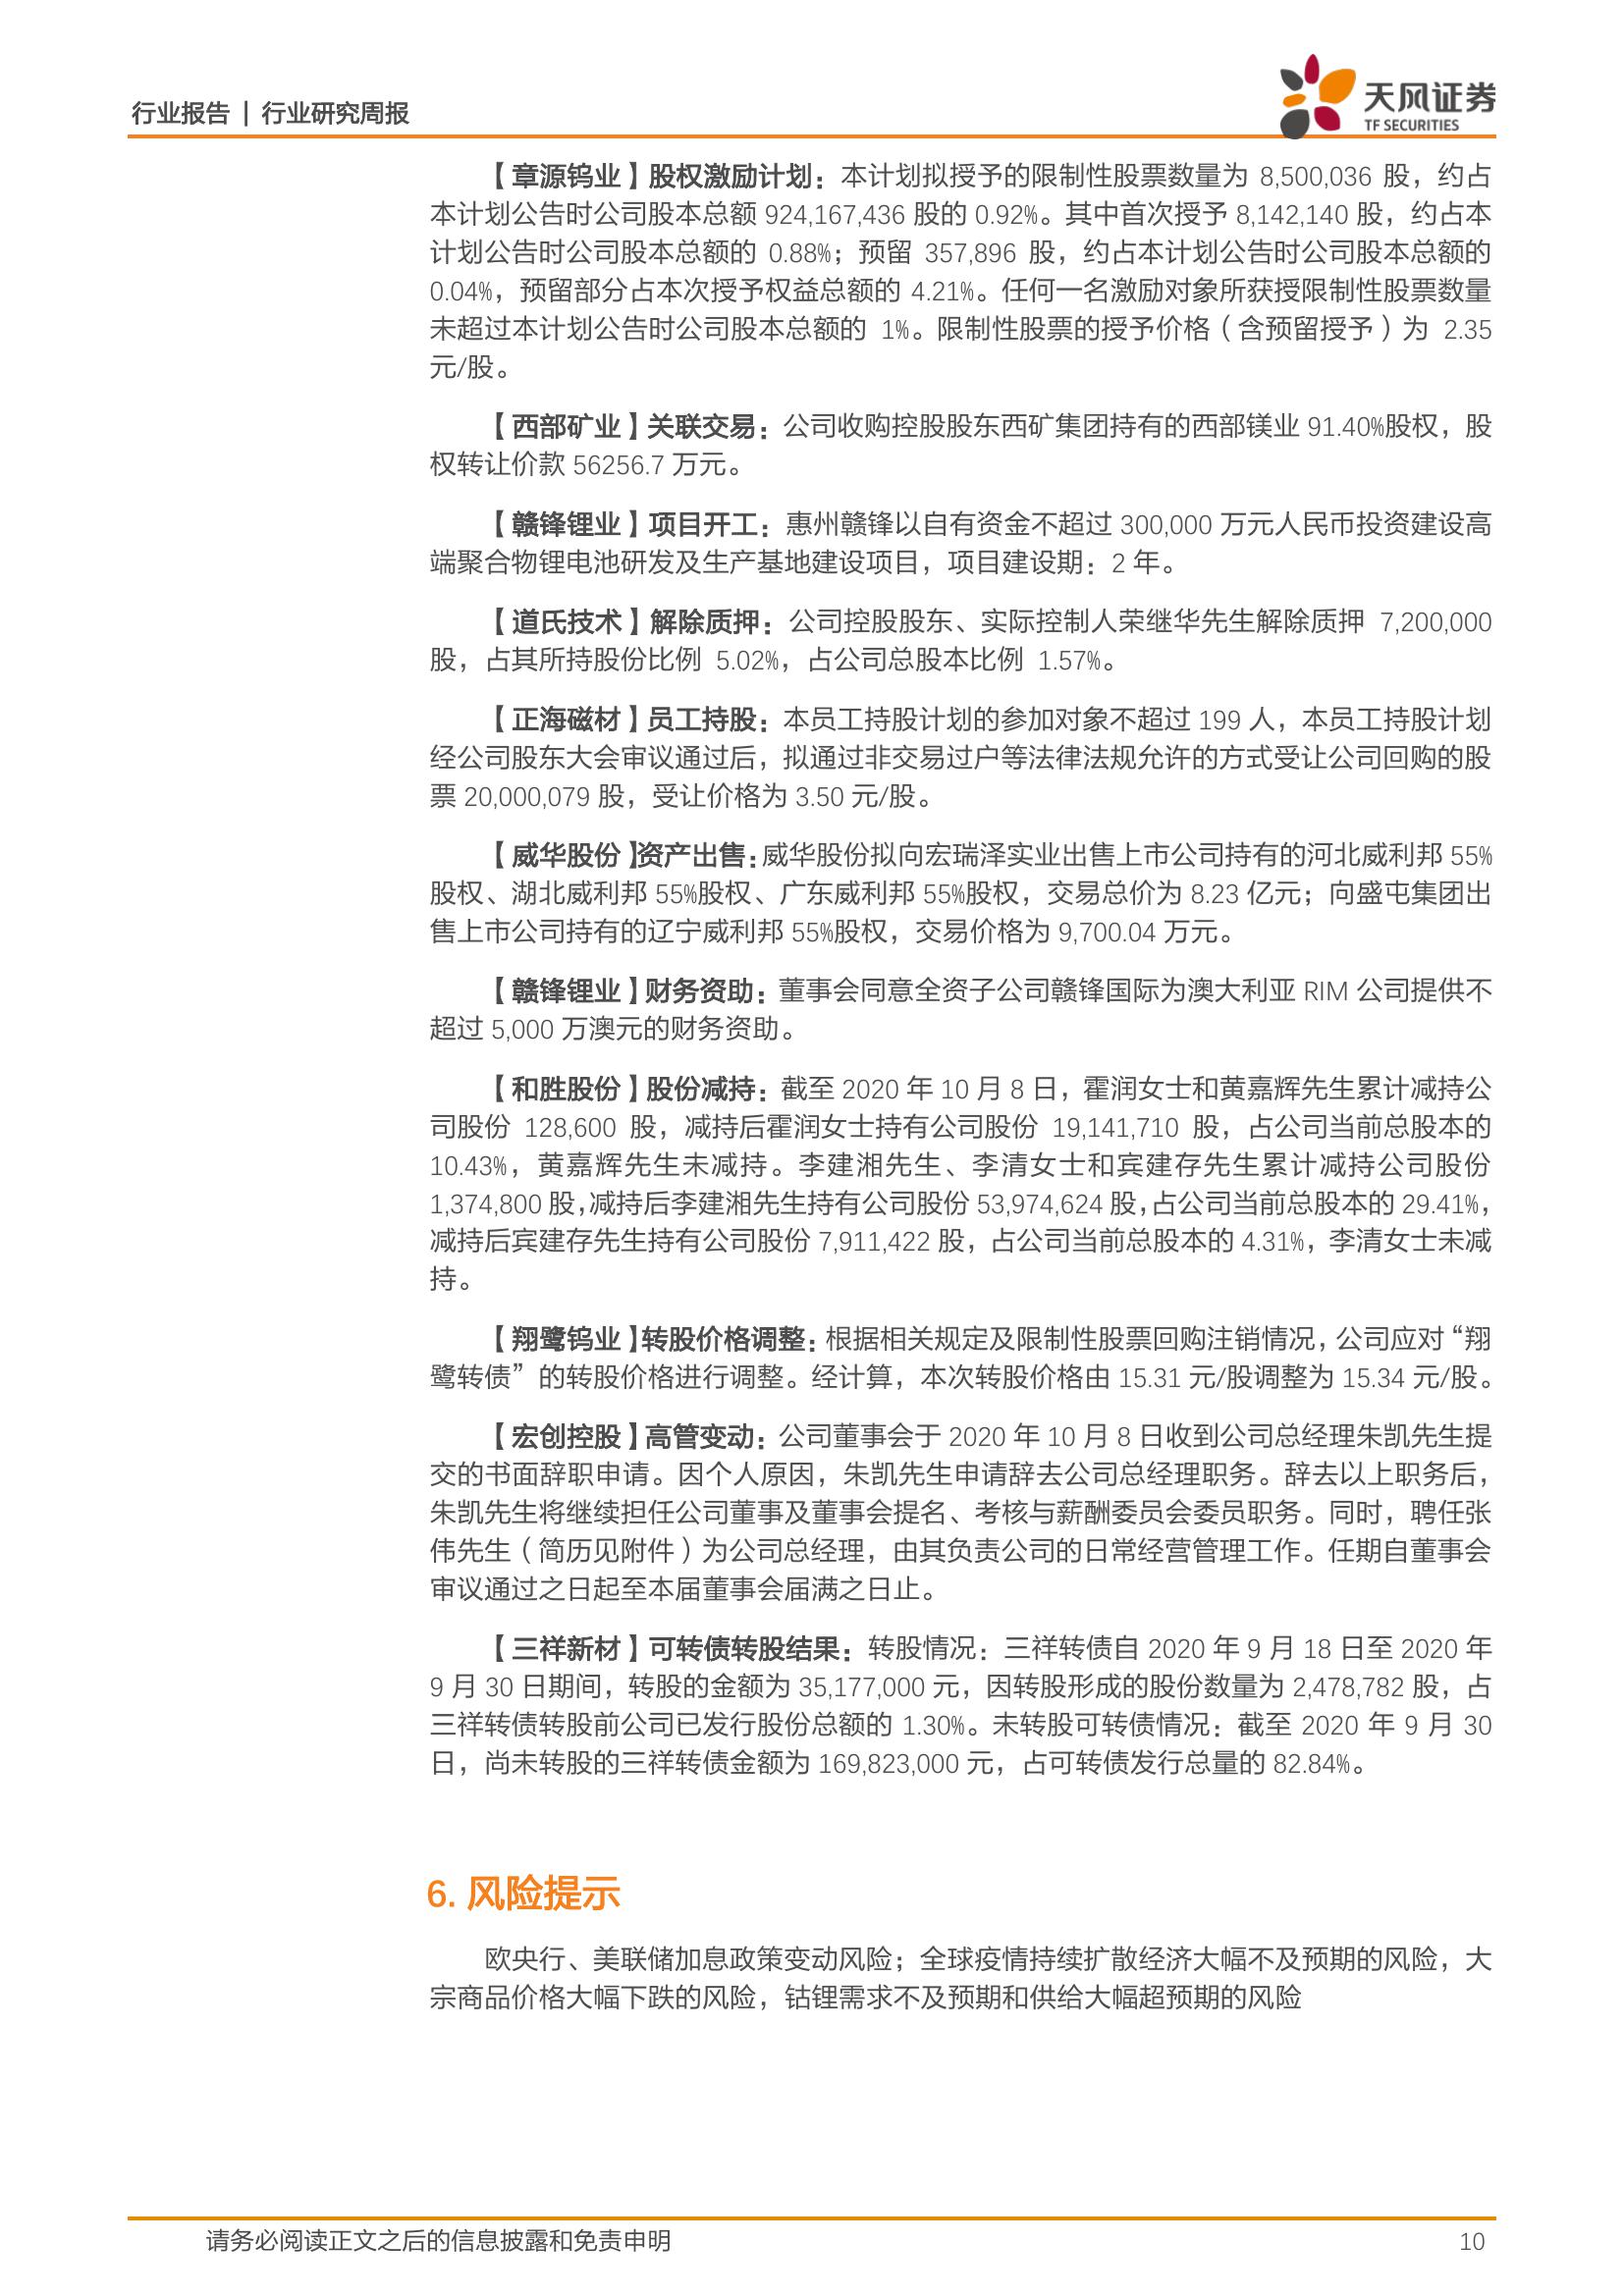 行业报告 | 行业研究周报
天风证券
TF SECURITIES
【章源钨业】股权激励计划：本计划拟授予的限制性股票数量为 8,500,036 股，约占
本计划公告时公司股本总额 924,167,436 股的 0.92%。其中首次授予 8,142,140 股，约占本
计划公告时公司股本总额的 0.88%；预留 357,896 股，约占本计划公告时公司股本总额的
0.04%，预留部分占本次授予权益总额的 4.21%。任何一名激励对象所获授限制性股票数量
未超过本计划公告时公司股本总额的 1%。限制性股票的授予价格（含预留授予）为 2.35
元/股。
【西部矿业】关联交易：公司收购控股股东西矿集团持有的西部镁业 91.40%股权，股
权转让价款 56256.7 万元。
【赣锋锂业】项目开工：惠州赣锋以自有资金不超过 300,000 万元人民币投资建设高
端聚合物锂电池研发及生产基地建设项目，项目建设期：2 年。
【道氏技术】解除质押：公司控股股东、实际控制人荣继华先生解除质押 7,200,000
股，占其所持股份比例 5.02%，占公司总股本比例 1.57%。
【正海磁材】员工持股：本员工持股计划的参加对象不超过 199 人，本员工持股计划
经公司股东大会审议通过后，拟通过非交易过户等法律法规允许的方式受让公司回购的股
票 20,000,079 股，受让价格为 3.50 元/股。
【威华股份】资产出售：威华股份拟向宏瑞泽实业出售上市公司持有的河北威利邦 55%
股权、湖北威利邦 55%股权、广东威利邦 55%股权，交易总价为 8.23 亿元；向盛屯集团出
售上市公司持有的辽宁威利邦 55%股权，交易价格为 9,700.04 万元。
【赣锋锂业】财务资助：董事会同意全资子公司赣锋国际为澳大利亚 RIM 公司提供不
超过 5,000 万澳元的财务资助。
【和胜股份】股份减持：截至 2020 年 10 月 8 日，霍润女士和黄嘉辉先生累计减持公
司股份 128,600 股，减持后霍润女士持有公司股份 19,141,710 股，占公司当前总股本的
10.43%，黄嘉辉先生未减持。李建湘先生、李清女士和宾建存先生累计减持公司股份
1,374,800 股，减持后李建湘先生持有公司股份 53,974,624 股，占公司当前总股本的 29.41%，
减持后宾建存先生持有公司股份 7,911,422 股，占公司当前总股本的 4.31%，李清女士未减
持。
【翔鹭钨业】转股价格调整：根据相关规定及限制性股票回购注销情况，公司应对“翔
鹭转债”的转股价格进行调整。经计算，本次转股价格由 15.31 元/股调整为 15.34 元/股。
【宏创控股】高管变动：公司董事会于 2020 年 10 月 8 日收到公司总经理朱凯先生提
交的书面辞职申请。因个人原因，朱凯先生申请辞去公司总经理职务。辞去以上职务后，
朱凯先生将继续担任公司董事及董事会提名、考核与薪酬委员会委员职务。同时，聘任张
伟先生（简历见附件）为公司总经理，由其负责公司的日常经营管理工作。任期自董事会
审议通过之日起至本届董事会届满之日止。
【三祥新材】可转债转股结果：转股情况：三祥转债自 2020 年 9 月 18 日至 2020 年
9 月 30 日期间，转股的金额为 35,177,000 元，因转股形成的股份数量为 2,478,782 股，占
三祥转债转股前公司已发行股份总额的 1.30%。未转股可转债情况：截至 2020 年 9 月 30
日，尚未转股的三祥转债金额为 169,823,000 元，占可转债发行总量的 82.84%。
6. 风险提示
欧央行、美联储加息政策变动风险；全球疫情持续扩散经济大幅不及预期的风险，大
宗商品价格大幅下跌的风险，钴锂需求不及预期和供给大幅超预期的风险
请务必阅读正文之后的信息披露和免责申明
10